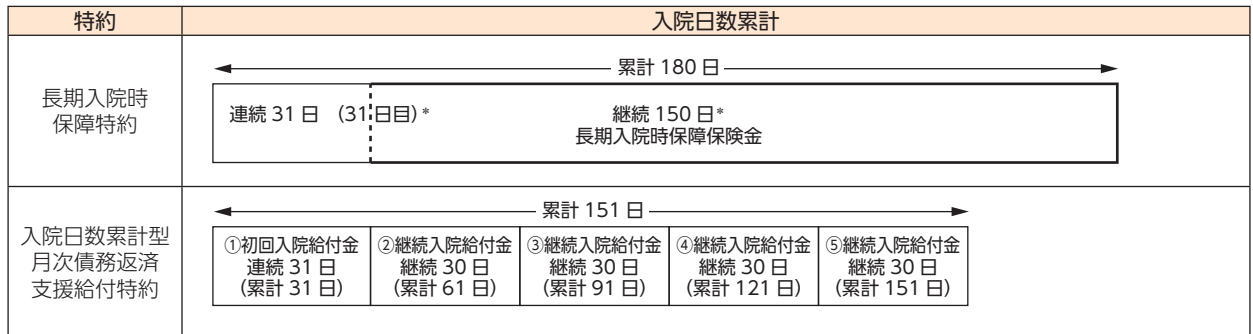 特約
入院日数累計
長期入院時
保障特約
累計 180 日
連続 31 日 （31 日目）*
継続 150 日*
長期入院時保障保険金
入院日数累計型
月次債務返済
支援給付特約
累計 151 日
①初回入院給付金
連続 31 日
（累計 31 日）
②継続入院給付金
継続 30 日
（累計 61 日）
③継続入院給付金
継続 30 日
（累計 91 日）
④継続入院給付金
継続 30 日
（累計 121 日）
⑤継続入院給付金
継続 30 日
（累計 151 日）